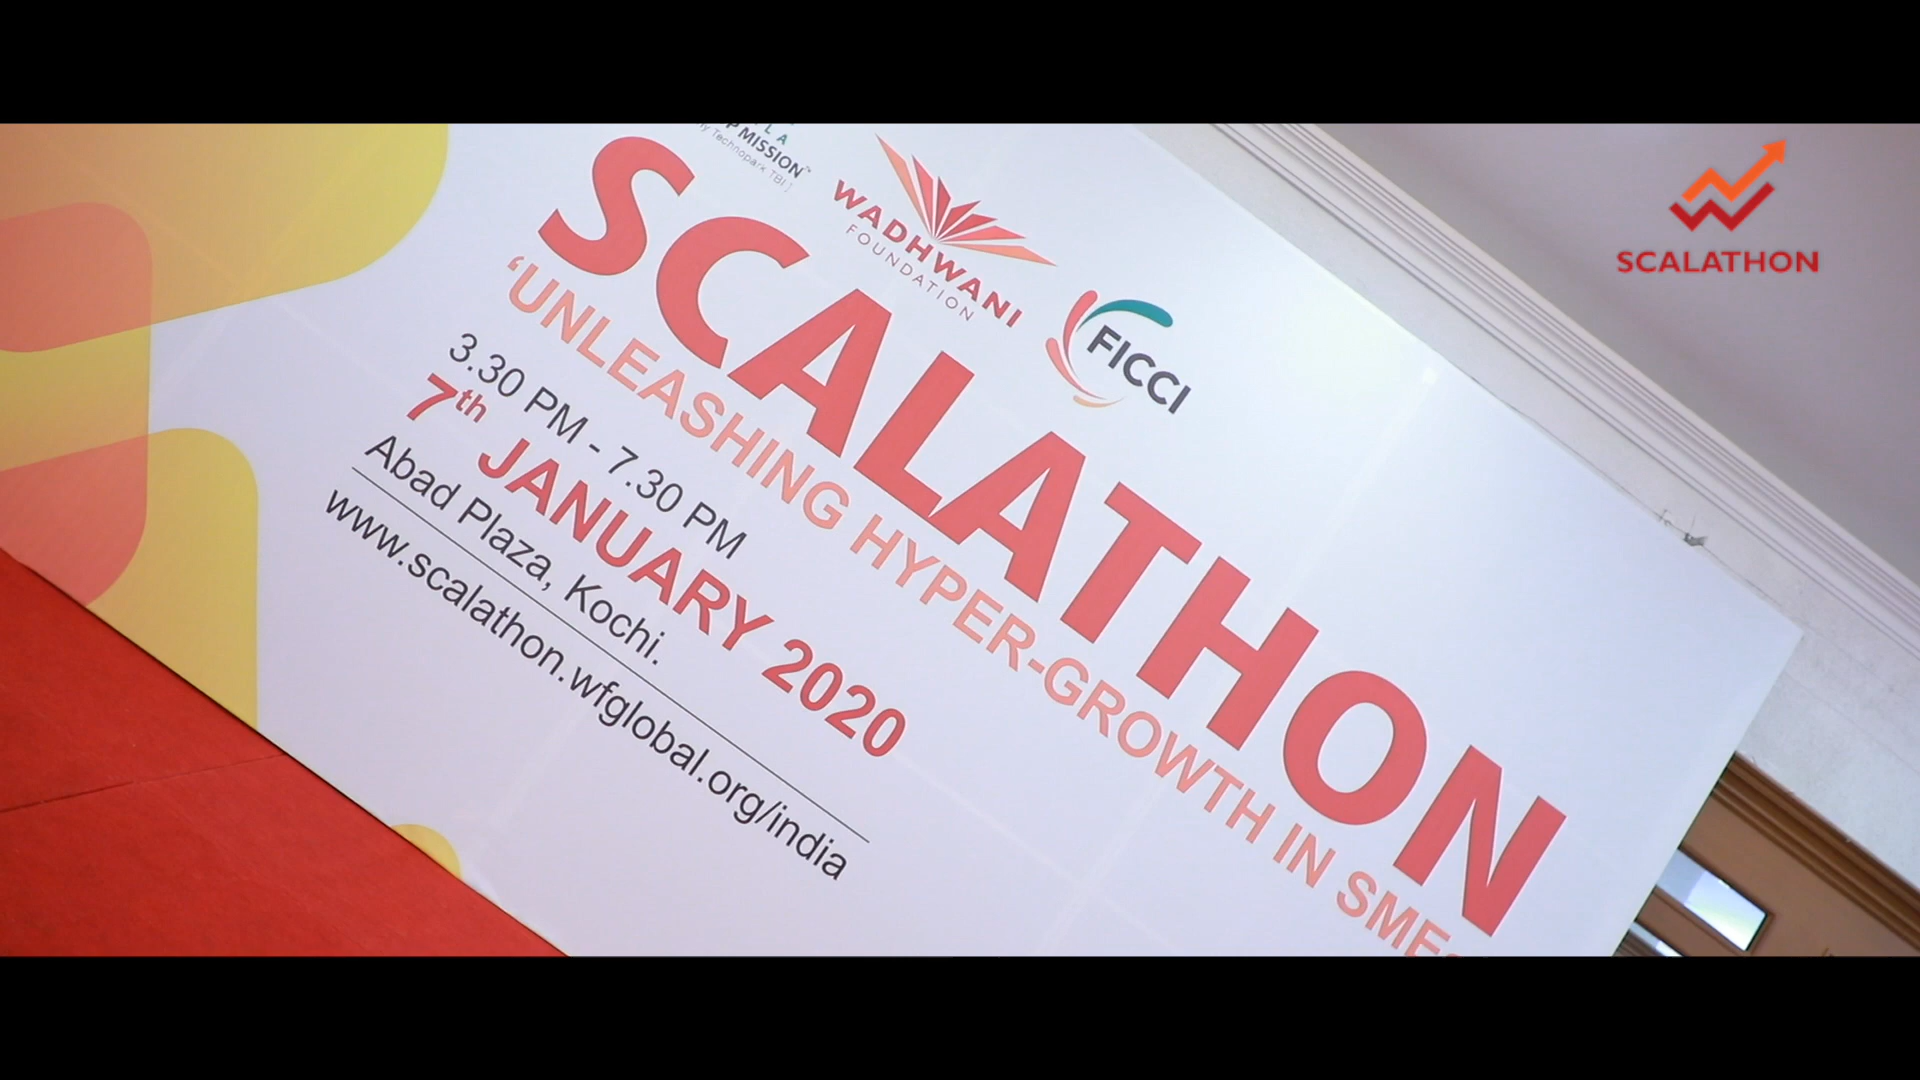 MISSION
Technopark TBI ]
WADHWANI
FOUNDATION
FICCI
SCALATHON
'UNLEASHING HYPER-GROWTH IN SMEs
3.30 PM - 7.30 PM
7th JANUARY 2020
Abad Plaza, Kochi.
www.scalathon.wfglobal.org/india
SCALATHON